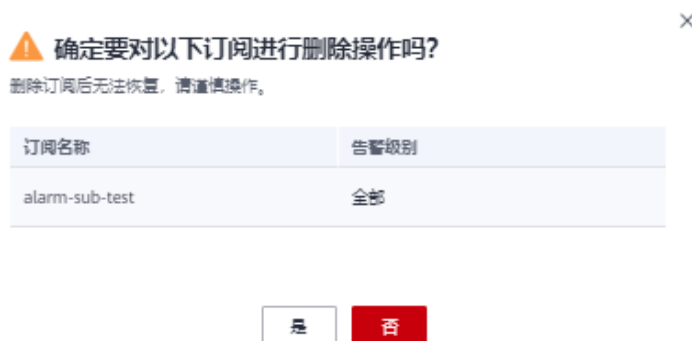 确定要对以下订阅进行删除操作吗?
删除订阅后无法恢复，请谨慎操作。
订阅名称 告警级别
alarm-sub-test 全部
是 否